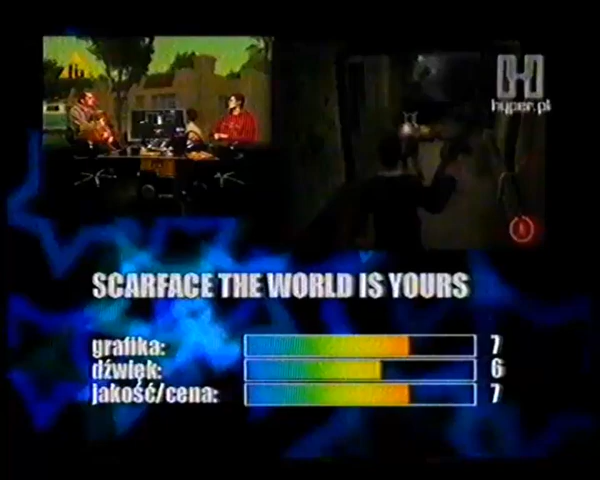 hyper.pl
SCARFACE THE WORLD IS YOURS
grafika: 7
dźwięk: 6
jakość/cena: 7